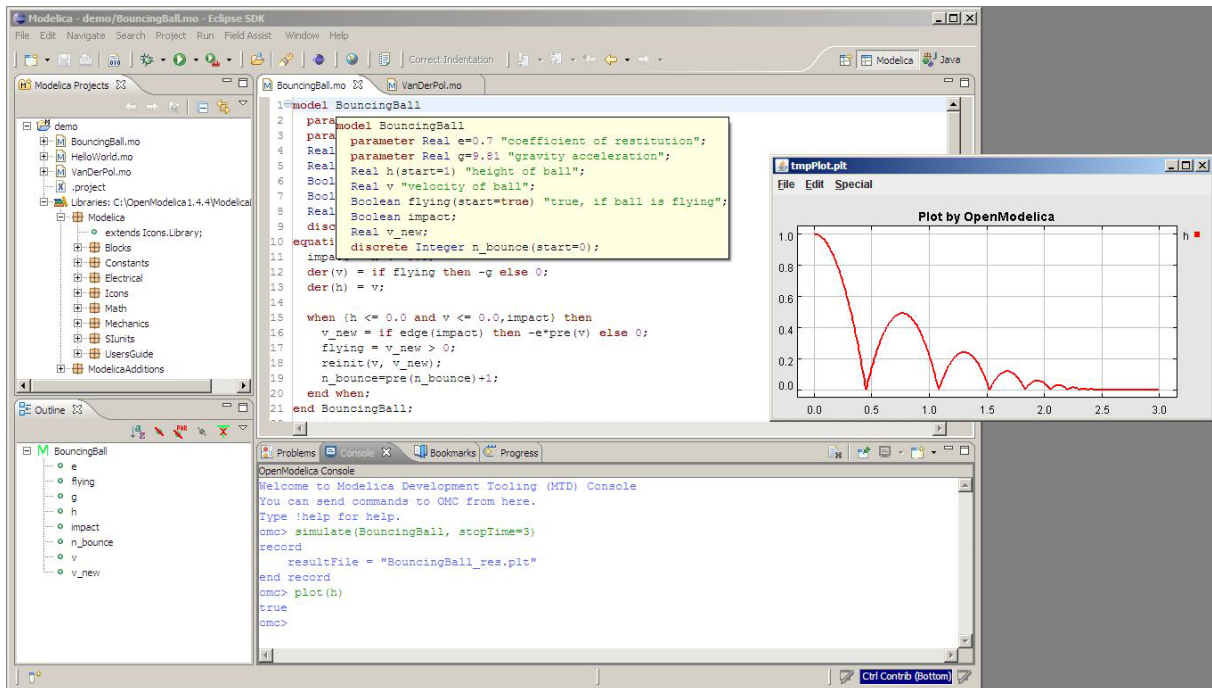 Modelica - demo/BouncingBall.mo - Eclipse SDK
File Edit Navigate Search Project Run Field Assist Window Help
010
Correct Indentation
Modelica
Java
Modelica Projects
demo
BouncingBall.mo
HelloWorld.mo
VanDerPol.mo
.project
Libraries: C:\OpenModelica1.4.4\Modelical
Modelica
extends Icons.Library;
Blocks
Constants
Electrical
Icons
Math
Mechanics
SIunits
UsersGuide
ModelicaAdditions
Outline
BouncingBall
e
flying
g
h
impact
n_bounce
v
v_new
BouncingBall.mo
VanDerPol.mo
1 model BouncingBall
2 para
3 para
4 Real
5 Real
6 Bool
7 Bool
8 Real
9 disc
10 equati
11 impac
12 der(v) = if flying then -g else 0;
13 der(h) = v;
14
15 when {h <= 0.0 and v <= 0.0,impact} then
16 v_new = if edge(impact) then -e*pre(v) else 0;
17 flying = v_new > 0;
18 reinit(v, v_new);
19 n_bounce=pre(n_bounce)+1;
20 end when;
21 end BouncingBall;
model BouncingBall
parameter Real e=0.7 "coefficient of restitution";
parameter Real g=9.81 "gravity acceleration";
Real h(start=1) "height of ball";
Real v "velocity of ball";
Boolean flying(start=true) "true, if ball is flying";
Boolean impact;
Real v_new;
discrete Integer n_bounce(start=0);
Problems
Console
Bookmarks
Progress
OpenModelica Console
Welcome to Modelica Development Tooling (MTD) Console
You can send commands to OMC from here.
Type !help for help.
omc> simulate(BouncingBall, stopTime=3)
record
resultFile = "BouncingBall_res.plt"
end record
omc> plot(h)
true
omc>
Ctrl Contrib (Bottom)
tmpPlot.plt
File Edit Special
Plot by OpenModelica
h
1.0
0.8
0.6
0.4
0.2
0.0
0.0 0.5 1.0 1.5 2.0 2.5 3.0